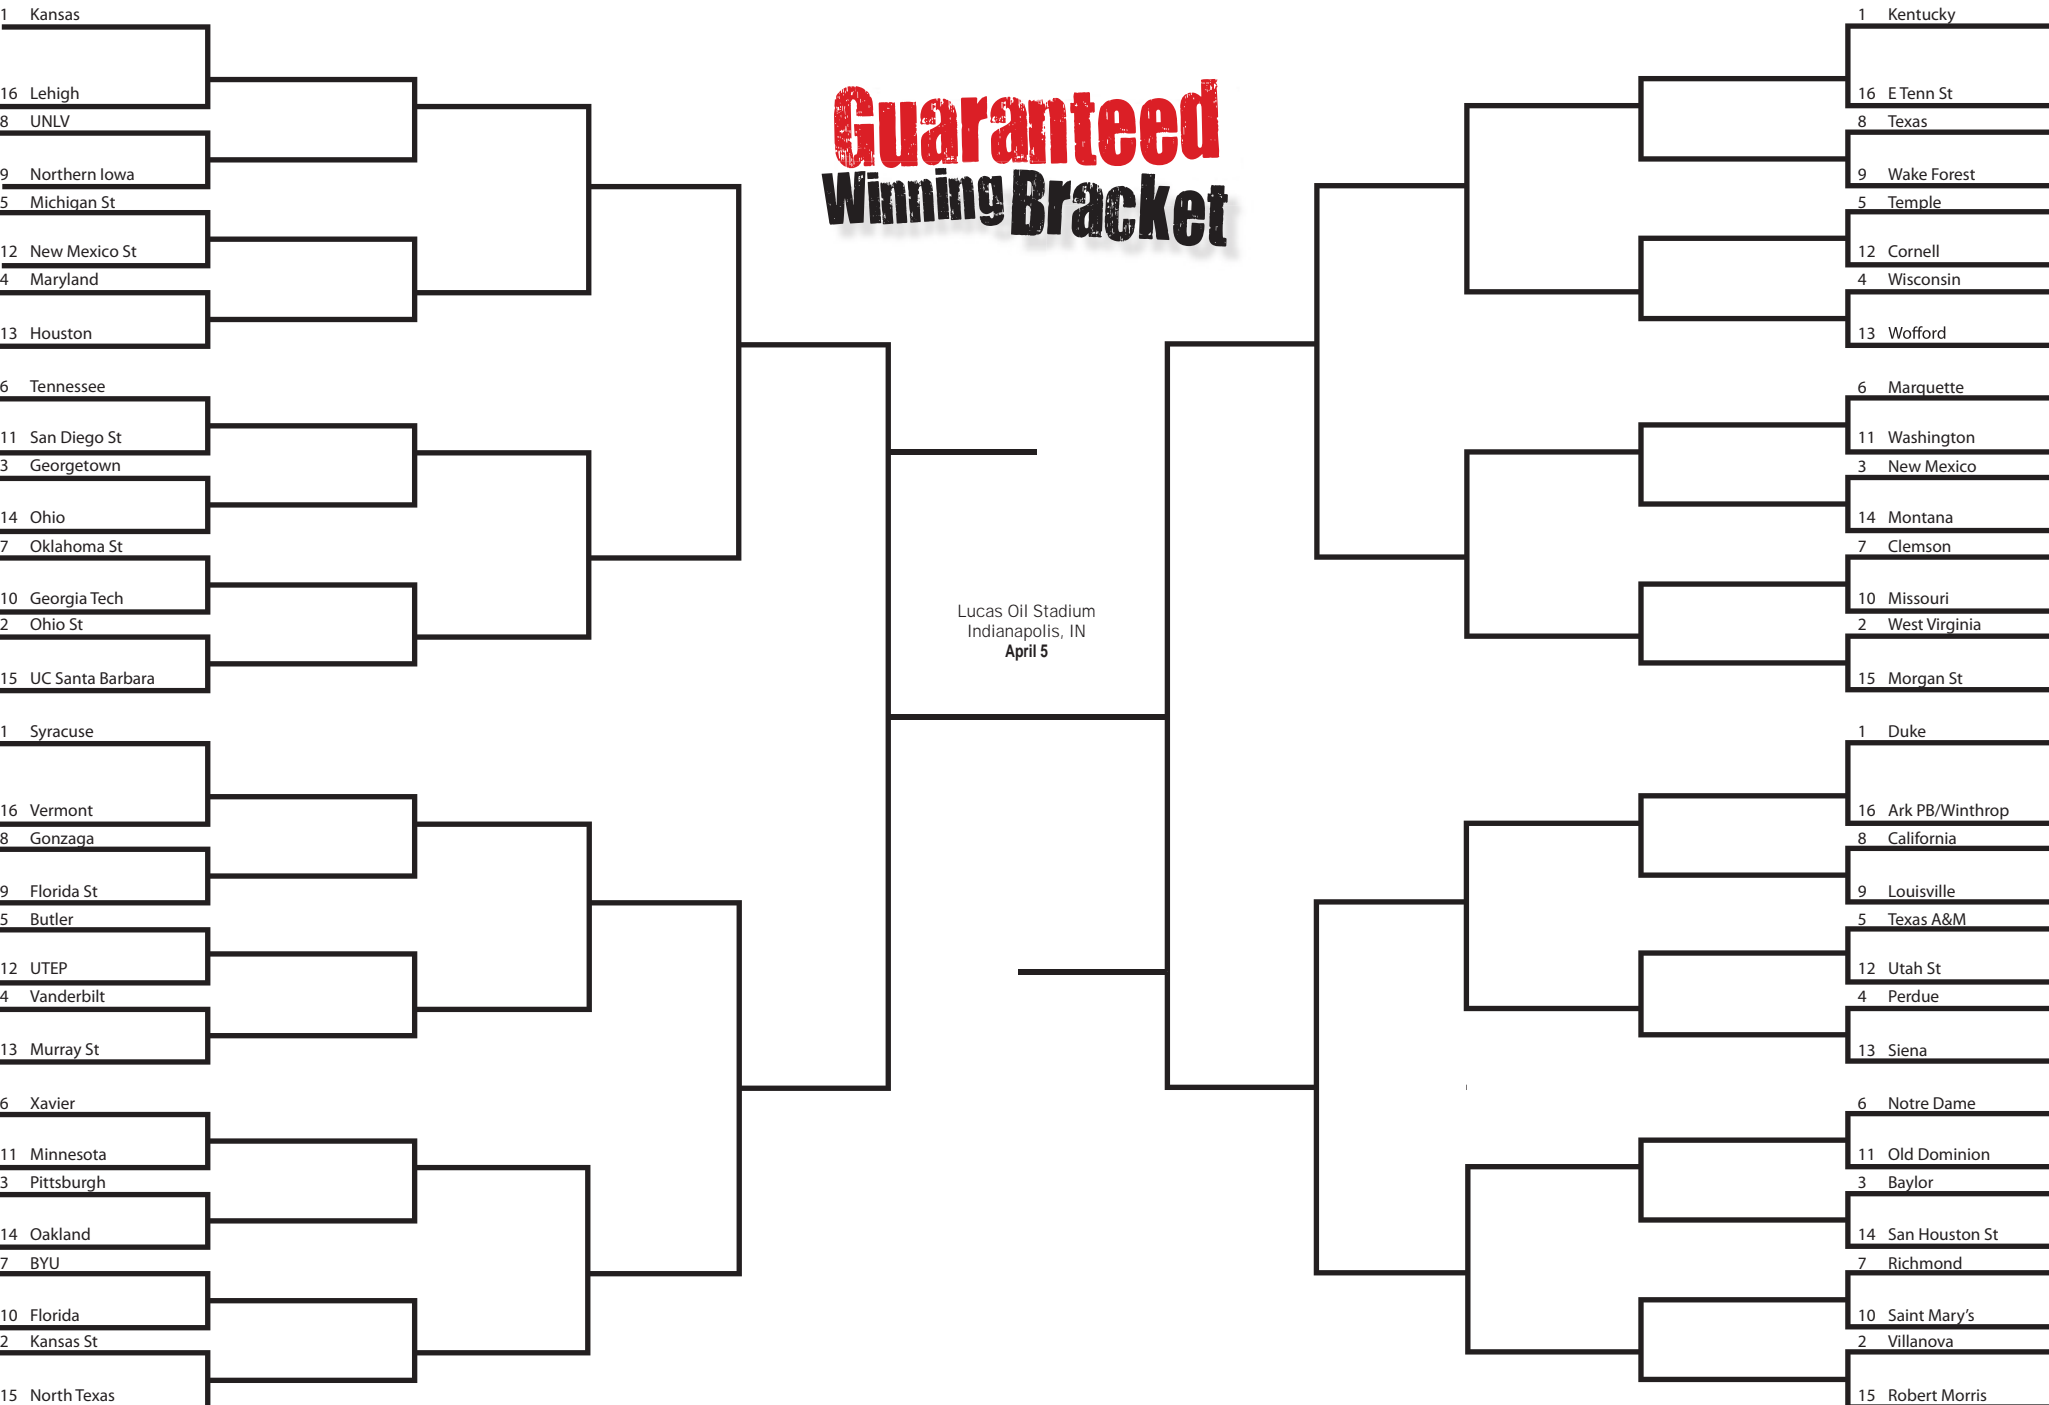 1 Kansas
16 Lehigh
8 UNLV
9 Northern Iowa
5 Michigan St
12 New Mexico St
4 Maryland
13 Houston
6 Tennessee
11 San Diego St
3 Georgetown
14 Ohio
7 Oklahoma St
10 Georgia Tech
2 Ohio St
15 UC Santa Barbara
1 Syracuse
16 Vermont
8 Gonzaga
9 Florida St
5 Butler
12 UTEP
4 Vanderbilt
13 Murray St
6 Xavier
11 Minnesota
3 Pittsburgh
14 Oakland
7 BYU
10 Florida
2 Kansas St
15 North Texas
Guaranteed
Winning Bracket
Lucas Oil Stadium
Indianapolis, IN
April 5
1 Kentucky
16 E Tenn St
8 Texas
9 Wake Forest
5 Temple
12 Cornell
4 Wisconsin
13 Wofford
6 Marquette
11 Washington
3 New Mexico
14 Montana
7 Clemson
10 Missouri
2 West Virginia
15 Morgan St
1 Duke
16 Ark PB/Winthrop
8 California
9 Louisville
5 Texas A&M
12 Utah St
4 Perdue
13 Siena
6 Notre Dame
11 Old Dominion
3 Baylor
14 San Houston St
7 Richmond
10 Saint Mary’s
2 Villanova
15 Robert Morris